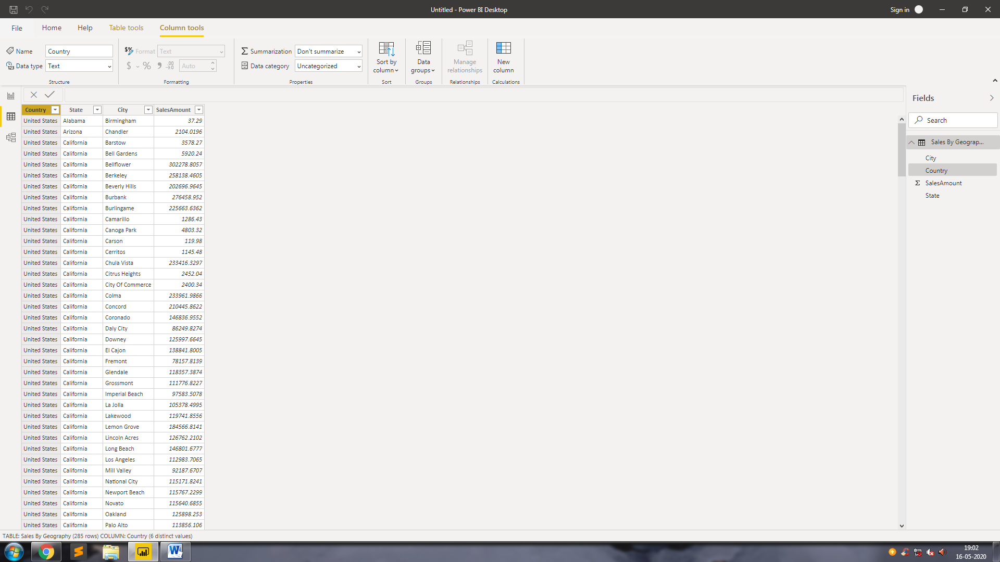 Untitled - Power BI Desktop
Sign in
File Home Help Table tools Column tools
Name Country
Data type Text
Structure
Format Text
$ % 9 .00 Auto
Formatting
Summarization Don't summarize
Data category Uncategorized
Properties
Sort by column
Sort
Data groups
Groups
Manage relationships
Relationships
New column
Calculations
Country State City SalesAmount
United States Alabama Birmingham 37.29
United States Arizona Chandler 2104.0196
United States California Barstow 3578.27
United States California Bell Gardens 5920.24
United States California Bellflower 302278.8057
United States California Berkeley 258138.4605
United States California Beverly Hills 202696.9645
United States California Burbank 276458.952
United States California Burlingame 225663.6362
United States California Camarillo 1286.43
United States California Canoga Park 4803.32
United States California Carson 119.98
United States California Cerritos 1145.48
United States California Chula Vista 233416.3297
United States California Citrus Heights 2452.04
United States California City Of Commerce 2400.34
United States California Colma 233961.9866
United States California Concord 210445.8622
United States California Coronado 146836.9552
United States California Daly City 86249.8274
United States California Downey 125997.6645
United States California El Cajon 138841.8005
United States California Fremont 78157.8139
United States California Glendale 118357.3874
United States California Grossmont 111776.8227
United States California Imperial Beach 97583.5078
United States California La Jolla 105378.4995
United States California Lakewood 119741.8556
United States California Lemon Grove 184566.8141
United States California Lincoln Acres 126762.2102
United States California Long Beach 146801.6777
United States California Los Angeles 112983.7065
United States California Mill Valley 92187.6707
United States California National City 115171.8241
United States California Newport Beach 115767.2299
United States California Novato 115640.6855
United States California Oakland 125898.253
United States California Palo Alto 113856.106
Fields
Search
Sales By Geograp...
City
Country
Σ SalesAmount
State
TABLE: Sales By Geography (285 rows) COLUMN: Country (6 distinct values)
19:02
16-05-2020